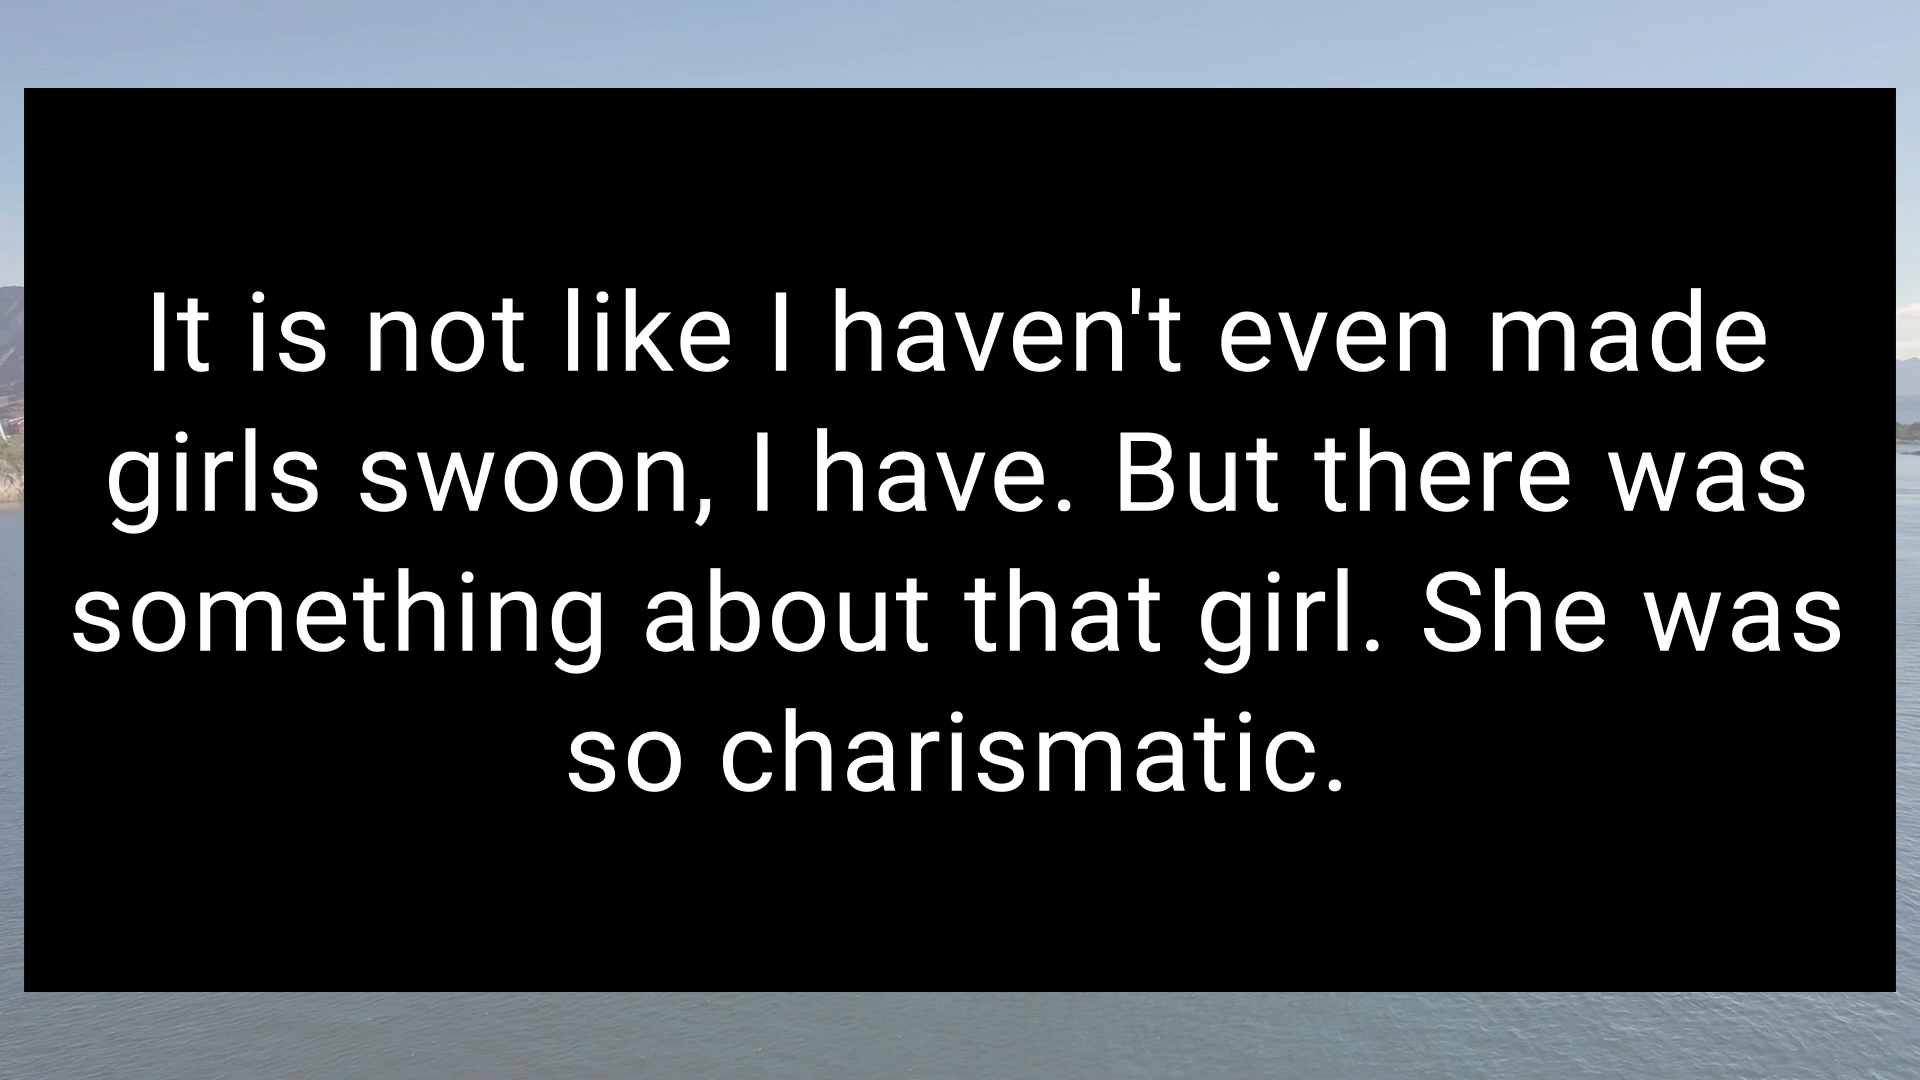 It is not like I haven't even made
girls swoon, I have. But there was
something about that girl. She was
so charismatic.